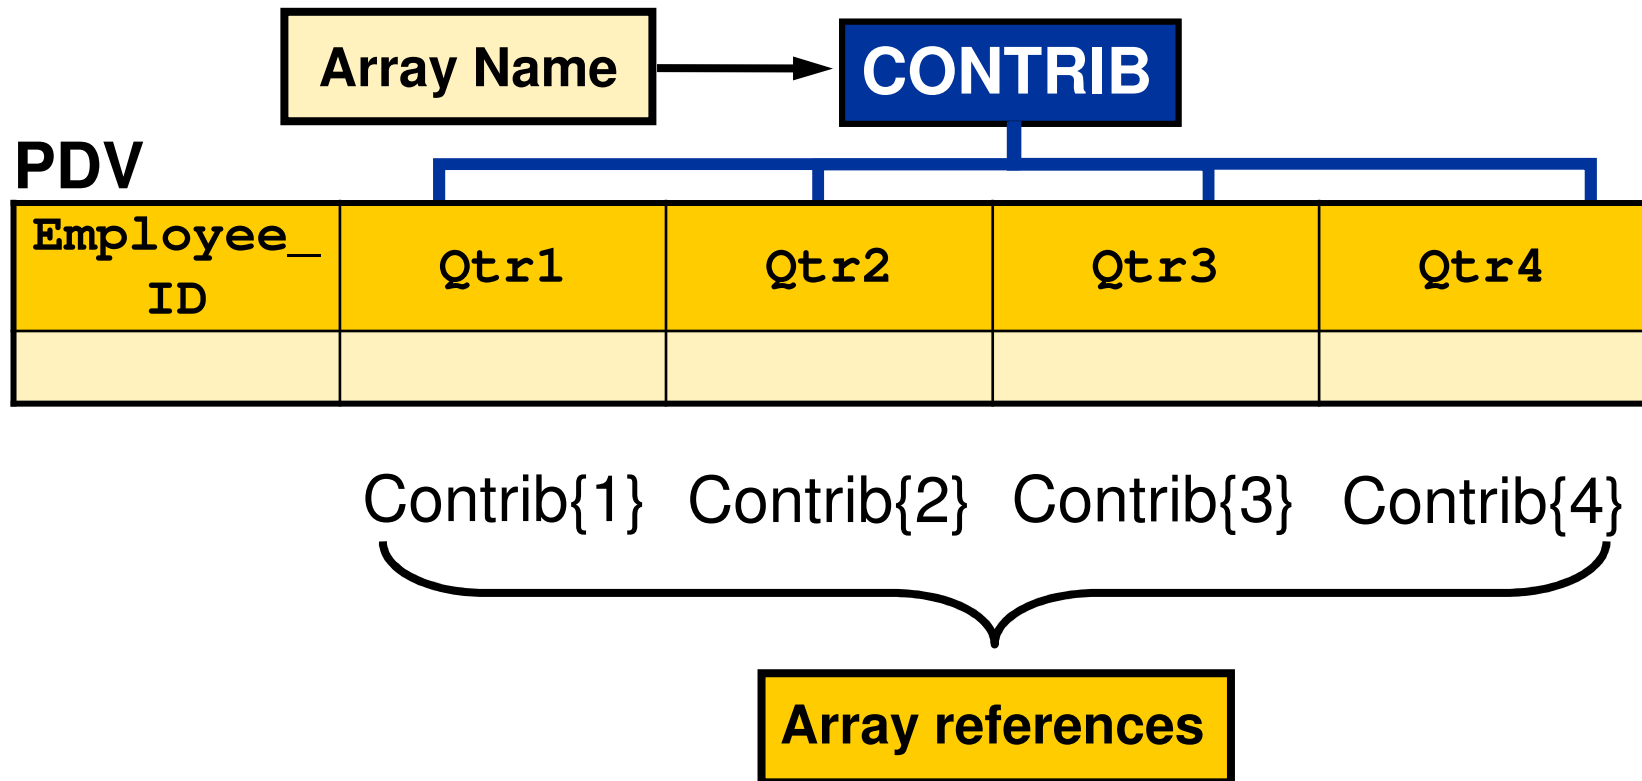 Array Name
CONTRIB
PDV
Employee_
ID
Qtr1
Qtr2
Qtr3
Qtr4
Contrib{1}
Contrib{2}
Contrib{3}
Contrib{4}
Array references